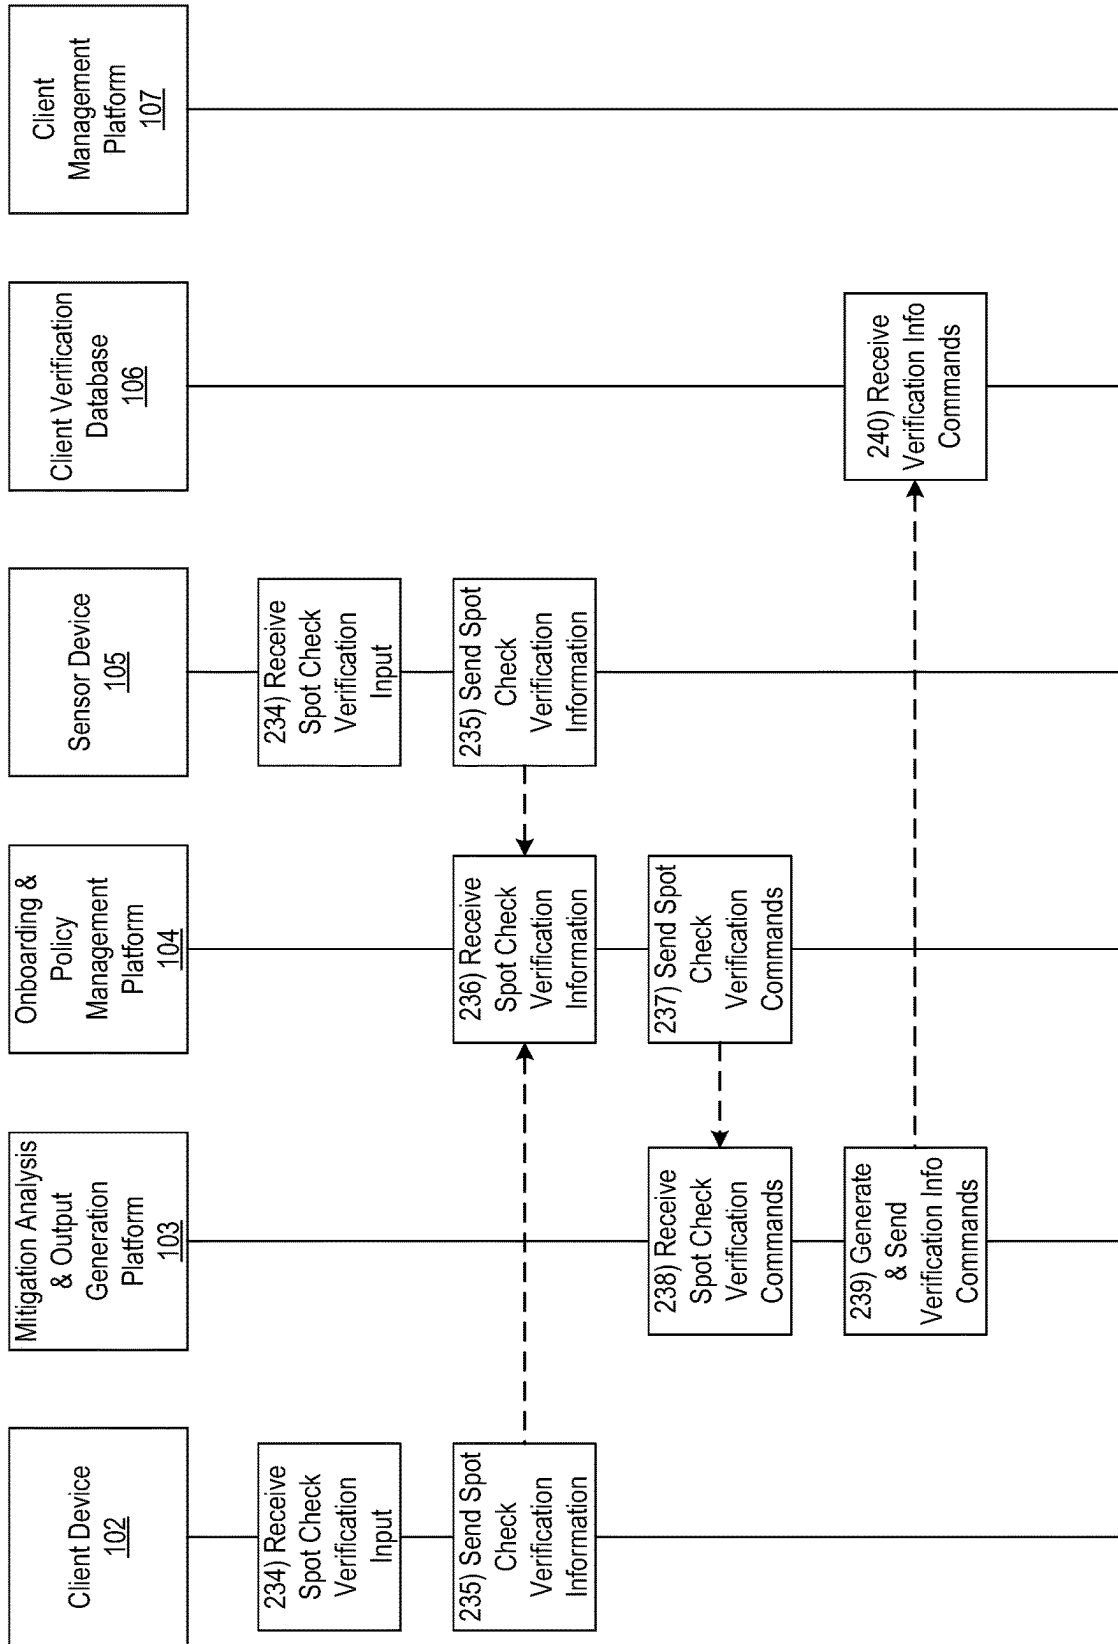 Client Device
102
Mitigation Analysis
& Output
Generation
Platform
103
Onboarding &
Policy
Management
Platform
104
Sensor Device
105
Client Verification
Database
106
Client
Management
Platform
107
234) Receive
Spot Check
Verification
Input
234) Receive
Spot Check
Verification
Input
235) Send Spot
Check
Verification
Information
236) Receive
Spot Check
Verification
Information
235) Send Spot
Check
Verification
Information
238) Receive
Spot Check
Verification
Commands
237) Send Spot
Check
Verification
Commands
239) Generate
& Send
Verification Info
Commands
240) Receive
Verification Info
Commands